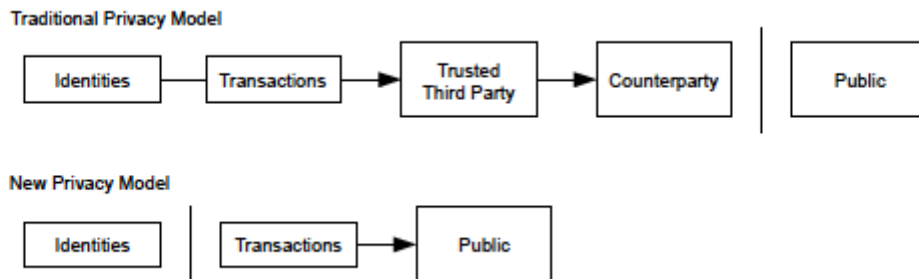 Traditional Privacy Model
Identities
Transactions
Trusted
Third Party
Counterparty
Public
New Privacy Model
Identities
Transactions
Public